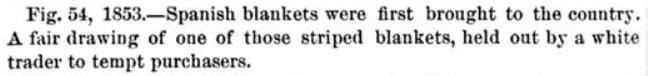 Fig. 54, 1853.—Spanish blankets were first brought to the country.
A fair drawing of one of those striped blankets, held out by a white
trader to tempt purchasers.